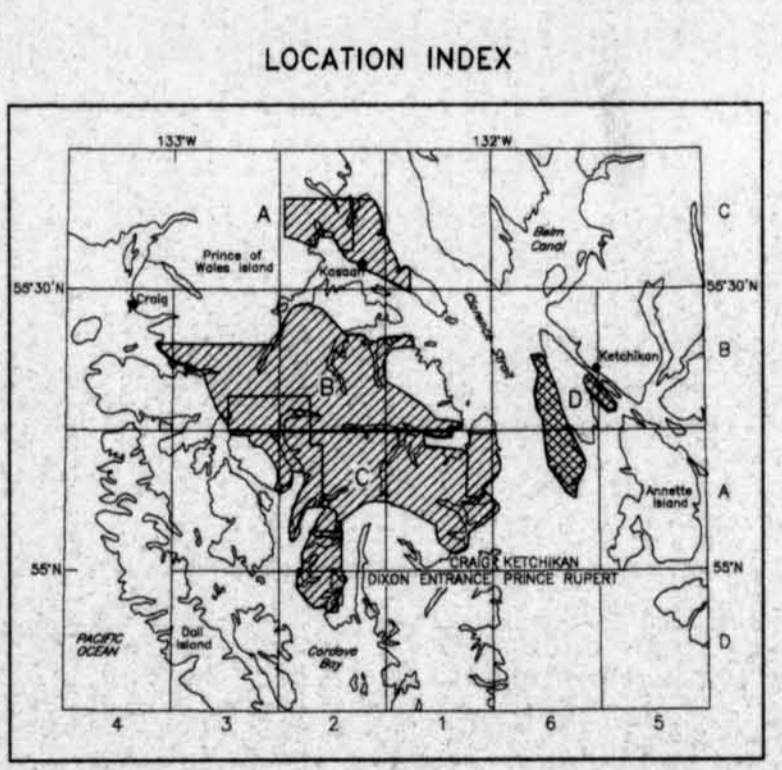 LOCATION INDEX
133°W 132°W
A C
Behm
Canal
Prince of
Wales Island
Kasaan
55°30'N 55°30'N
Craig
Clarence Strait
B
Ketchikan
B D
C A
Annette
Island
CRAIG KETCHIKAN
55°N 55°N
DIXON ENTRANCE PRINCE RUPERT
PACIFIC
OCEAN
Dall
Island
Cordova
Bay
D
4 3 2 1 6 5